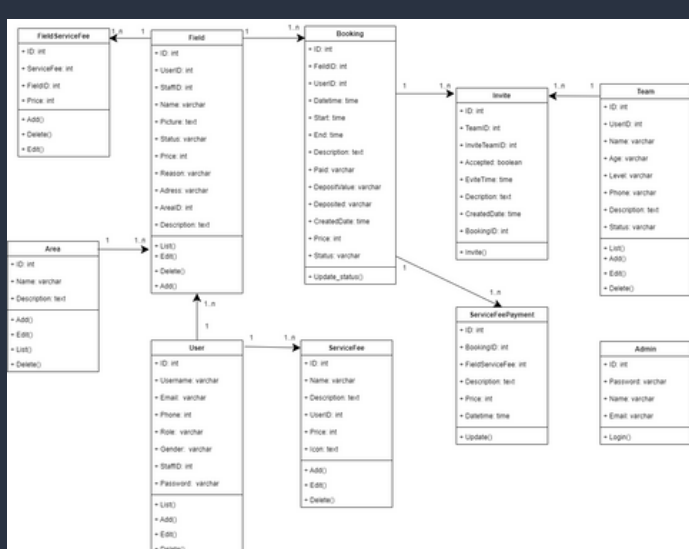 FieldServiceFee
+ ID: int
+ ServiceFee: int
+ FieldID: int
+ Price: int
+ Add()
+ Delete()
+ Edit()
1..n
1
Field
+ ID: int
+ UserID: int
+ StaffID: int
+ Name: varchar
+ Picture: text
+ Status: varchar
+ Price: int
+ Reason: varchar
+ Adress: varchar
+ AreaID: int
+ Description: text
+ List()
+ Edit()
+ Delete()
+ Add()
1
1..n
Booking
+ ID: int
+ FeildID: int
+ UserID: int
+ Datetime: time
+ Start: time
+ End: time
+ Description: text
+ Paid: varchar
+ DepositValue: varchar
+ Deposited: varchar
+ CreatedDate: time
+ Price: int
+ Status: varchar
+ Update_status()
1
1..n
Invite
+ ID: int
+ TeamID: int
+ InviteTeamID: int
+ Accepted: boolean
+ EviteTime: time
+ Decription: text
+ CreatedDate: time
+ BookingID: int
+ Invite()
1..n
1
Team
+ ID: int
+ UserID: int
+ Name: varchar
+ Age: varchar
+ Level: varchar
+ Phone: varchar
+ Description: text
+ Status: varchar
+ List()
+ Add()
+ Edit()
+ Delete()
Area
+ ID: int
+ Name: varchar
+ Description: text
+ Add()
+ Edit()
+ List()
+ Delete()
1
1..n
1..n
1
User
+ ID: int
+ Username: varchar
+ Email: varchar
+ Phone: int
+ Role: varchar
+ Gender: varchar
+ StaffID: int
+ Password: varchar
+ List()
+ Add()
+ Edit()
+ Delete()
1
1..n
ServiceFee
+ ID: int
+ Name: varchar
+ Description: text
+ UserID: int
+ Price: int
+ Icon: text
+ Add()
+ Edit()
+ Delete()
1
1..n
ServiceFeePayment
+ ID: int
+ BookingID: int
+ FieldServiceFee: int
+ Description: text
+ Price: int
+ Datetime: time
+ Update()
Admin
+ ID: int
+ Password: varchar
+ Name: varchar
+ Email: varchar
+ Login()